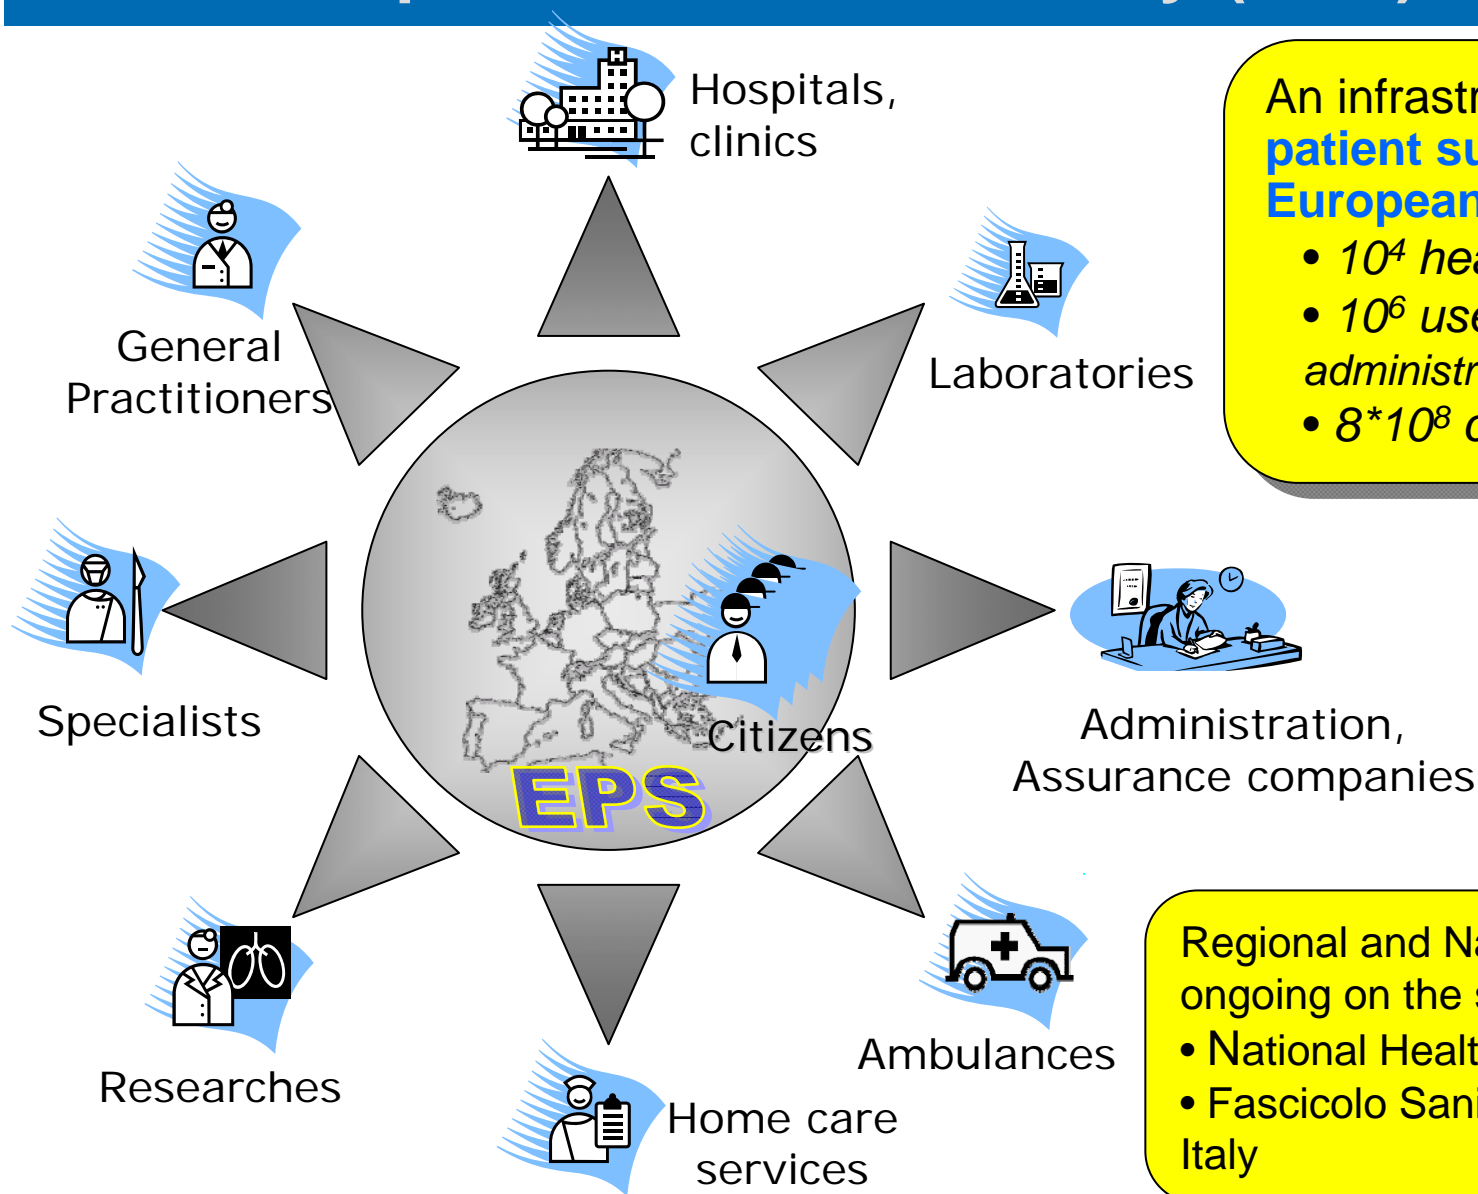 Hospitals,
clinics
General
Practitioners
Laboratories
An infrastr
patient su
European
• 10⁴ hea
• 10⁶ use
administr
• 8*10⁸ c
Specialists
Citizens
EPS
Administration,
Assurance companies
Researches
Home care
services
Ambulances
Regional and Na
ongoing on the s
• National Healt
• Fascicolo Sani
Italy